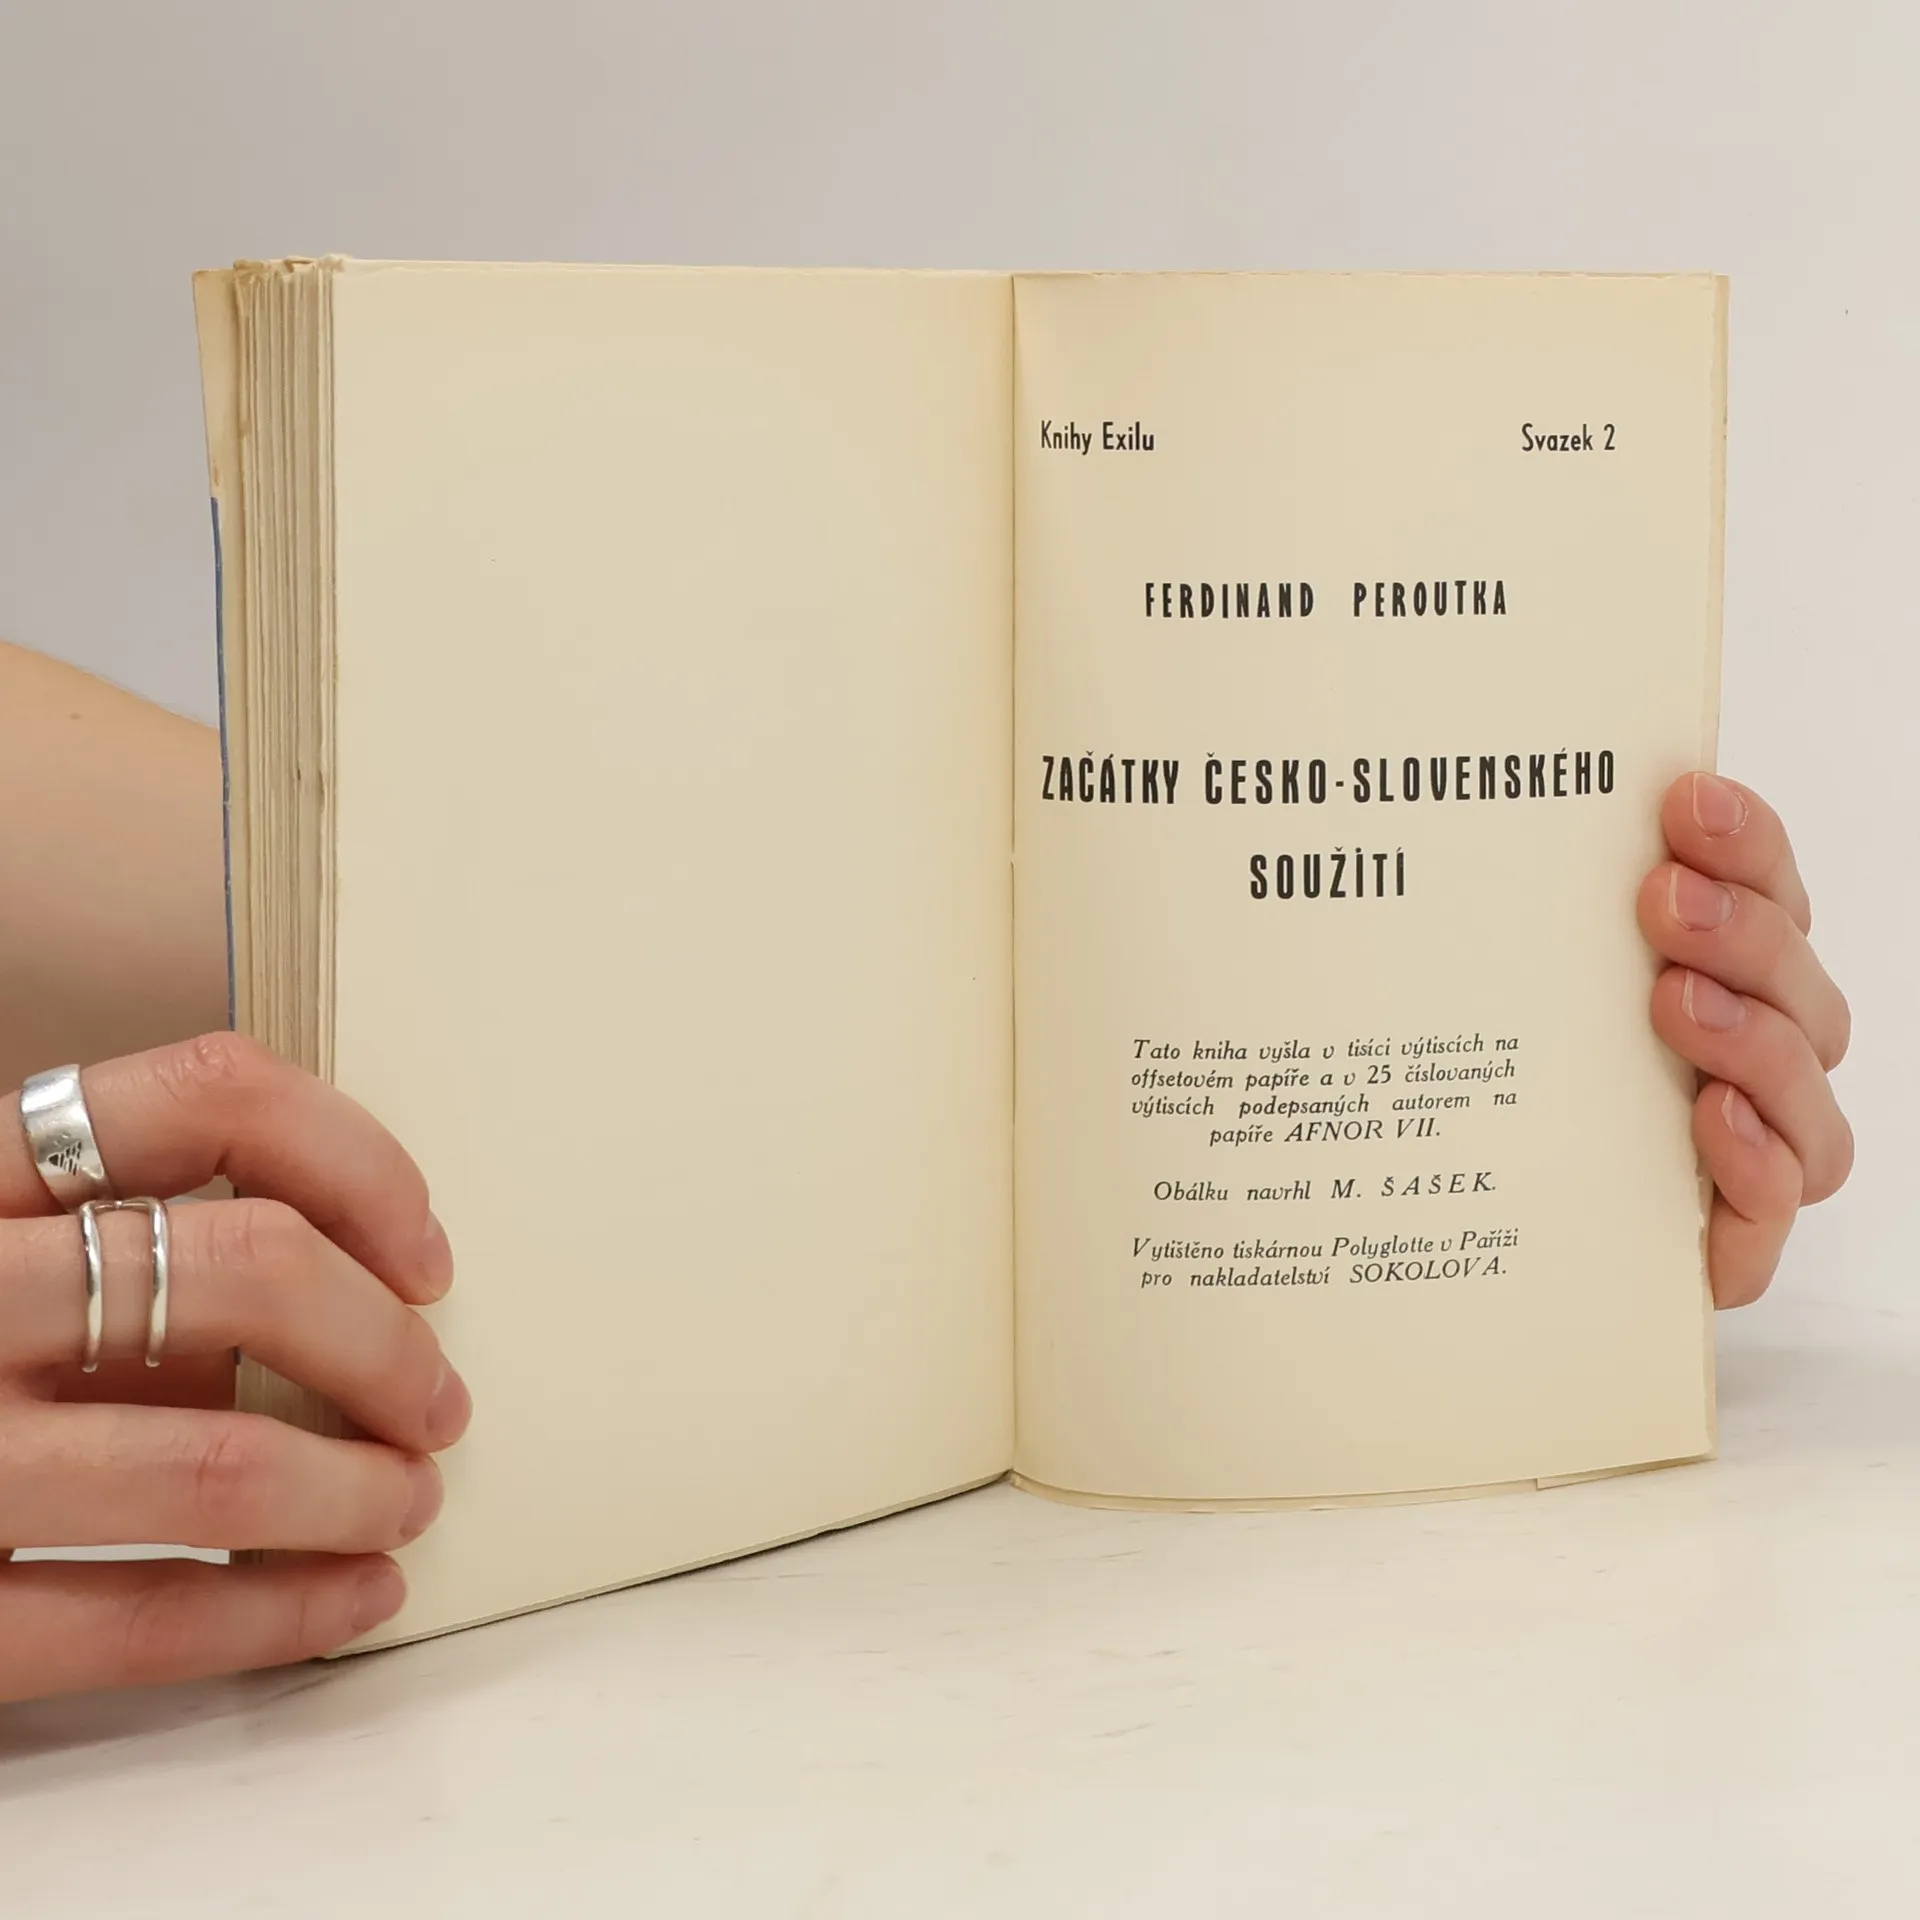 Knihy Exilu Svazek 2
FERDINAND PEROUTKA
ZAČÁTKY ČESKO-SLOVENSKÉHO
SOUŽITÍ
Tato kniha vyšla v tisíci výtiscích na
offsetovém papíře a v 25 číslovaných
výtiscích podepsaných autorem na
papíře AFNOR VII.
Obálku navrhl M. ŠAŠEK.
Vytištěno tiskárnou Polyglotte v Paříži
pro nakladatelství SOKOLOVA.